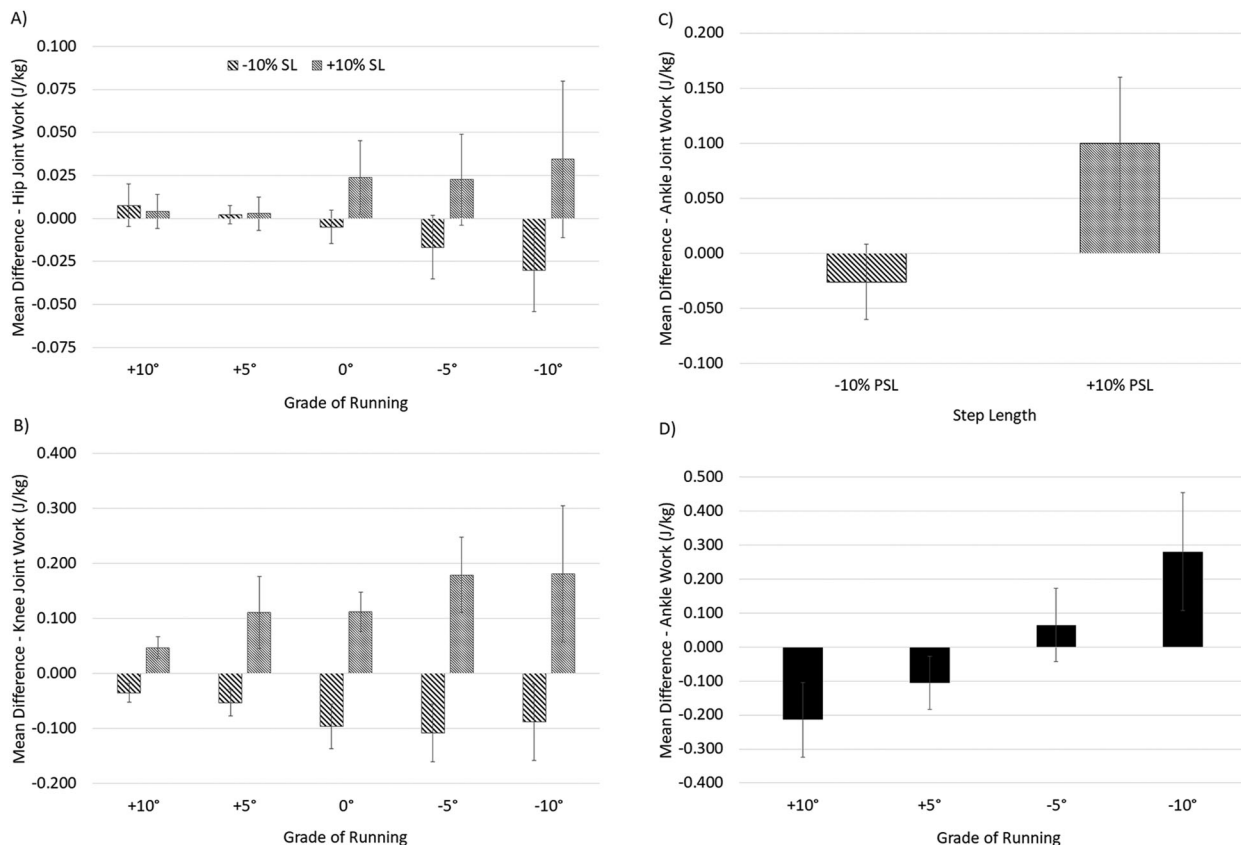 A)
Mean Difference - Hip Joint Work (J/kg)
-10% SL +10% SL
0.100
0.075
0.050
0.025
0.000
-0.025
-0.050
-0.075
+10° +5° 0° -5° -10°
Grade of Running
B)
Mean Difference - Knee Joint Work (J/kg)
0.400
0.300
0.200
0.100
0.000
-0.100
-0.200
+10° +5° 0° -5° -10°
Grade of Running
C)
Mean Difference - Ankle Joint Work (J/kg)
0.200
0.150
0.100
0.050
0.000
-0.050
-0.100
-10% PSL +10% PSL
Step Length
D)
Mean Difference - Ankle Work (J/kg)
0.500
0.400
0.300
0.200
0.100
0.000
-0.100
-0.200
-0.300
-0.400
+10° +5° -5° -10°
Grade of Running